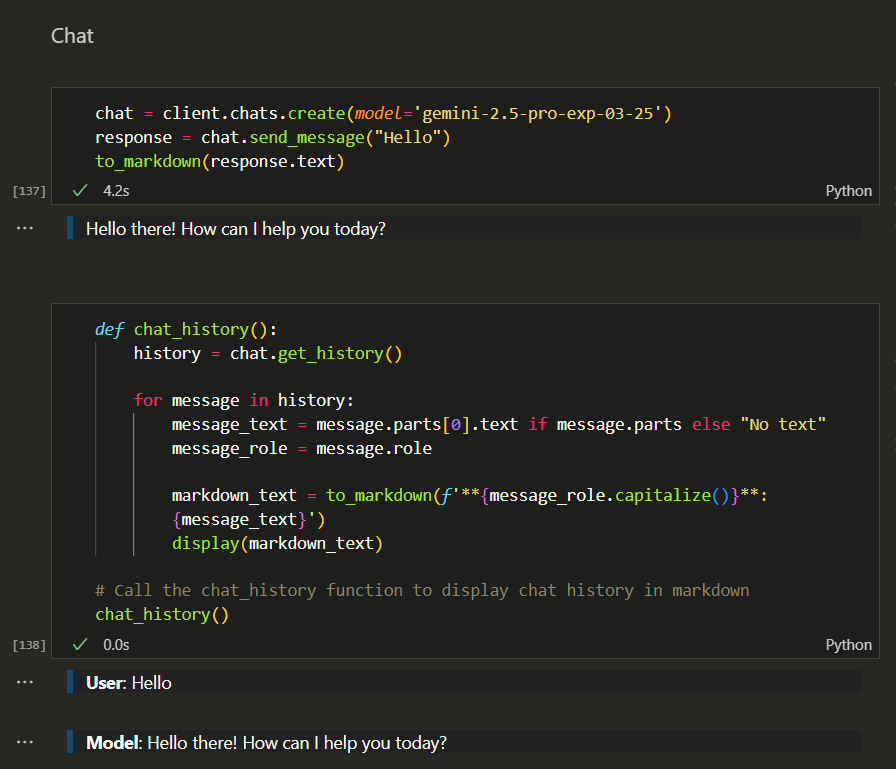 Chat
chat = client.chats.create(model='gemini-2.5-pro-exp-03-25')
response = chat.send_message("Hello")
to_markdown(response.text)
[137] ✓ 4.2s Python
... Hello there! How can I help you today?
def chat_history():
    history = chat.get_history()
    for message in history:
        message_text = message.parts[0].text if message.parts else "No text"
        message_role = message.role
        markdown_text = to_markdown(f'**{message_role.capitalize()}**:
        {message_text}')
        display(markdown_text)
# Call the chat_history function to display chat history in markdown
chat_history()
[138] ✓ 0.0s Python
... User: Hello
... Model: Hello there! How can I help you today?